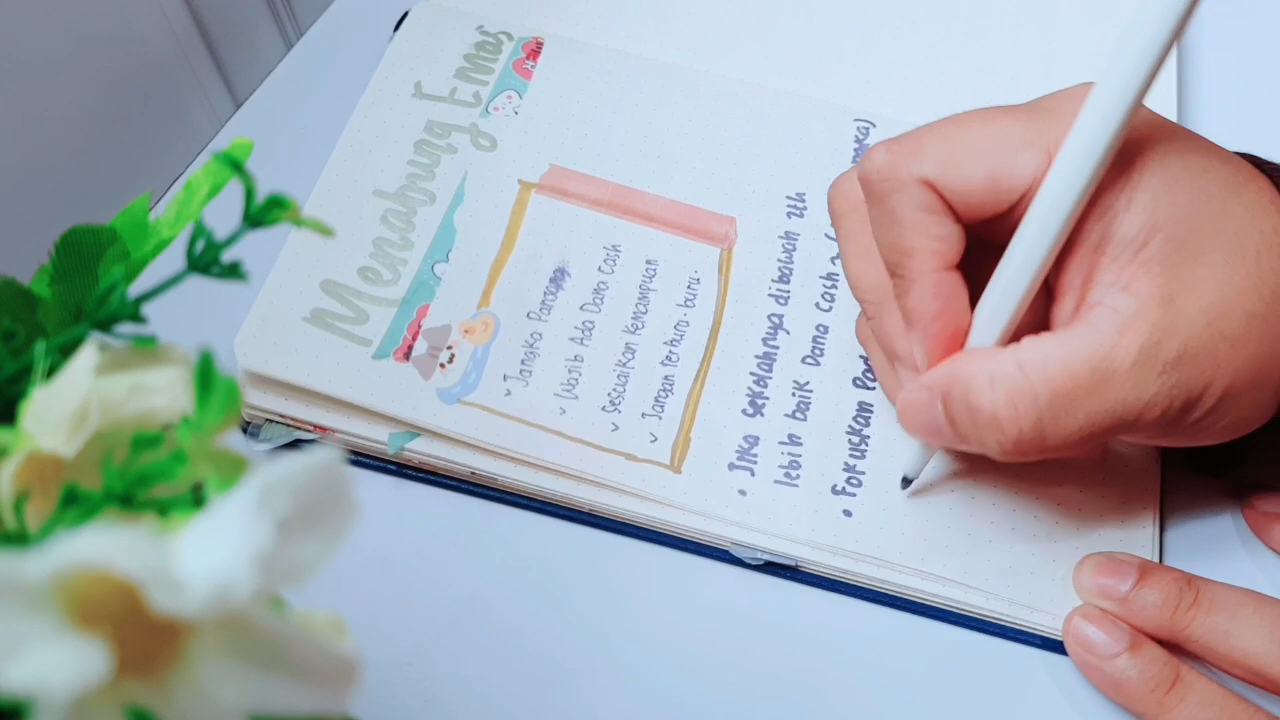 Menabung Emas
✓ Jangka Panjang
✓ Wajib Ada Dana Cash
✓ Sesuaikan Kemampuan
✓ Jangan terburu-buru.
• Jika sekolahnya dibawah 2th
lebih baik Dana Cash
• Fokuskan